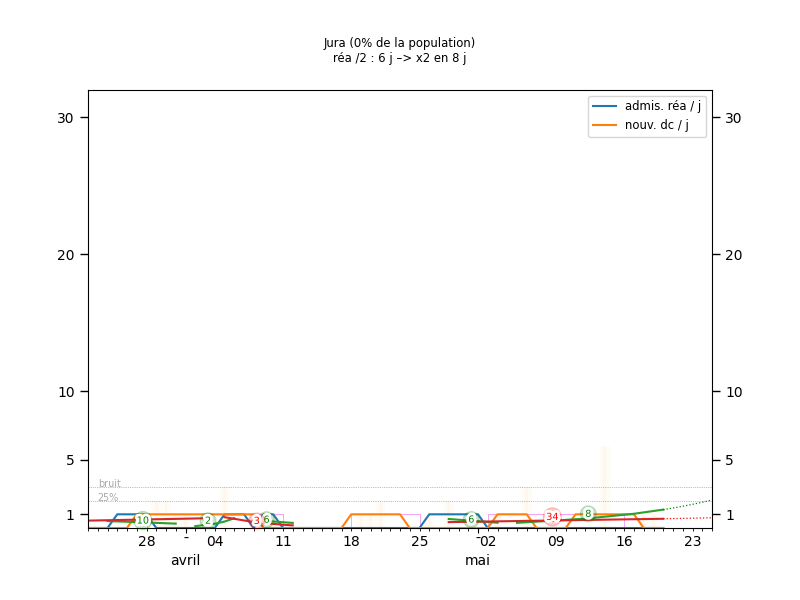 Jura (0% de la population)
réa /2 : 6 j –> x2 en 8 j
admis. réa / j
nouv. dc / j
30 30
20 20
10 10
5 5
bruit
25%
1 1
10 2 3 6 6 34 8
28 - 04 11 18 25 - 02 09 16 23
avril mai